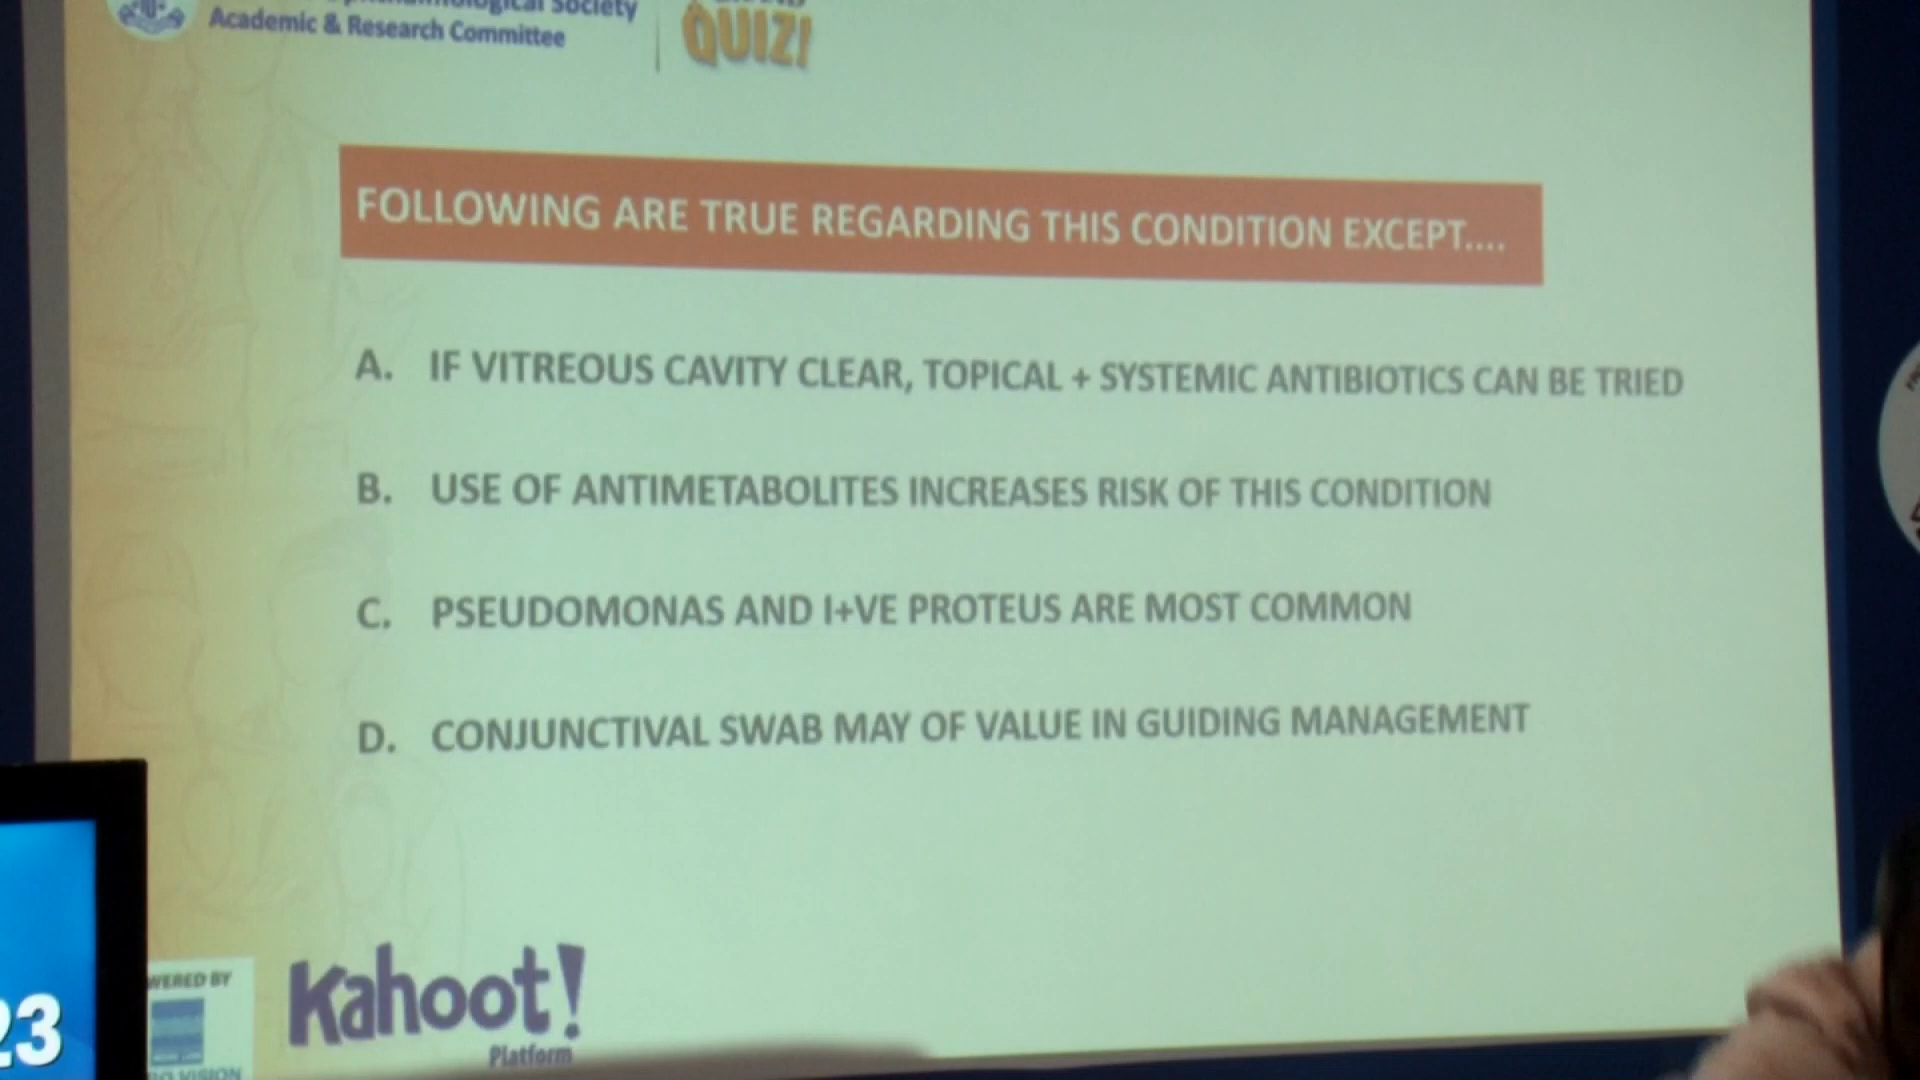 Society
Academic & Research Committee
QUIZ!
FOLLOWING ARE TRUE REGARDING THIS CONDITION EXCEPT....
A. IF VITREOUS CAVITY CLEAR, TOPICAL + SYSTEMIC ANTIBIOTICS CAN BE TRIED
B. USE OF ANTIMETABOLITES INCREASES RISK OF THIS CONDITION
C. PSEUDOMONAS AND I+VE PROTEUS ARE MOST COMMON
D. CONJUNCTIVAL SWAB MAY OF VALUE IN GUIDING MANAGEMENT
WERED BY
Kahoot!
Platform
VISION
23